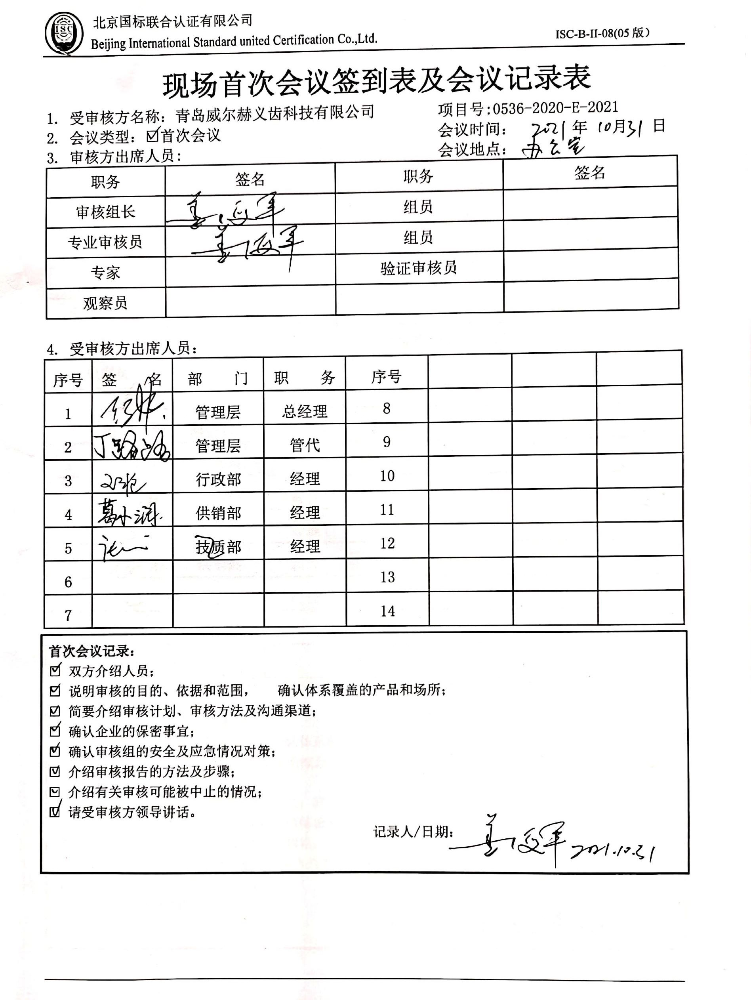 ISC
北京国标联合认证有限公司
Beijing International Standard united Certification Co.,Ltd.
ISC-B-II-08(05版)
现场首次会议签到表及会议记录表
1. 受审核方名称：青岛威尔赫义齿科技有限公司 项目号:0536-2020-E-2021
2. 会议类型：☑首次会议 会议时间： 2021年 10月31日
3. 审核方出席人员： 会议地点： 办公室
职务 签名 职务 签名
审核组长 组员
专业审核员 组员
专家 验证审核员
观察员
4. 受审核方出席人员：
序号 签 名 部 门 职 务 序号
1 管理层 总经理 8
2 丁 管理层 管代 9
3 行政部 经理 10
4 葛小润 供销部 经理 11
5 技质部 经理 12
6 13
7 14
首次会议记录：
☑ 双方介绍人员；
☑ 说明审核的目的、依据和范围， 确认体系覆盖的产品和场所；
☑ 简要介绍审核计划、审核方法及沟通渠道；
☑ 确认企业的保密事宜；
☑ 确认审核组的安全及应急情况对策；
☑ 介绍审核报告的方法及步骤；
☑ 介绍有关审核可能被中止的情况；
☑ 请受审核方领导讲话。
记录人/日期： 2021.10.31